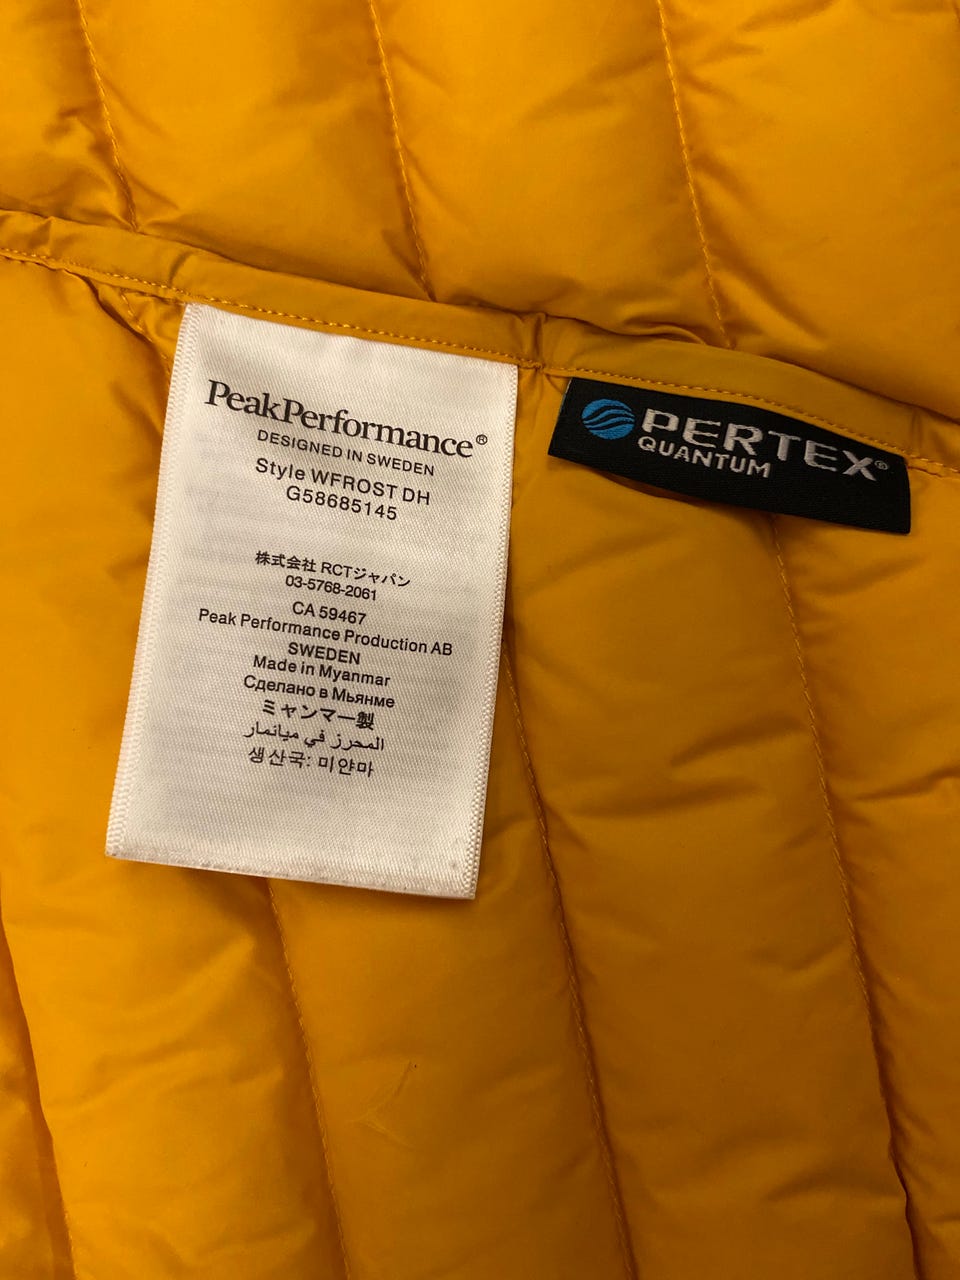 PeakPerformance®
DESIGNED IN SWEDEN
Style WFROST DH
G58685145
株式会社 RCTジャパン
03-5768-2061
CA 59467
Peak Performance Production AB
SWEDEN
Made in Myanmar
Сделано в Мьянме
ミャンマー製
المحرز في ميانمار
생산국: 미얀마
PERTEX®
QUANTUM